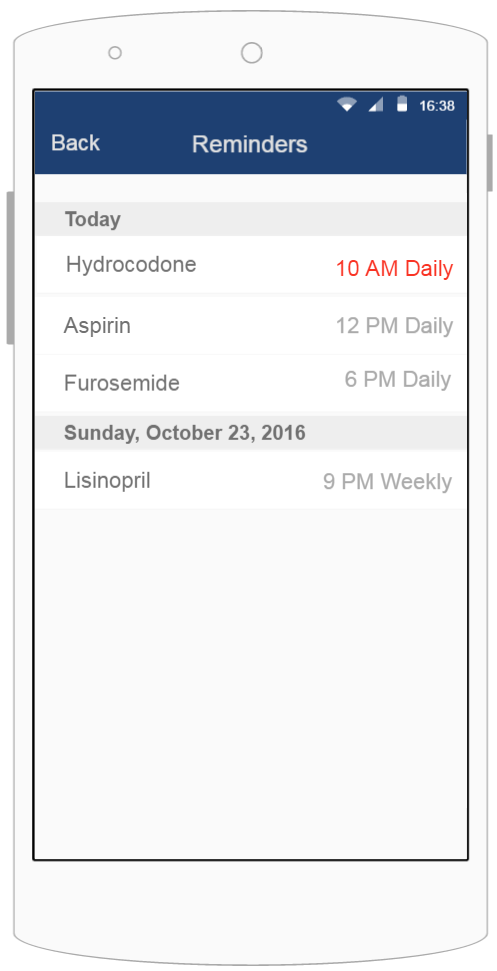 16:38
Back Reminders
Today
Hydrocodone 10 AM Daily
Aspirin 12 PM Daily
Furosemide 6 PM Daily
Sunday, October 23, 2016
Lisinopril 9 PM Weekly